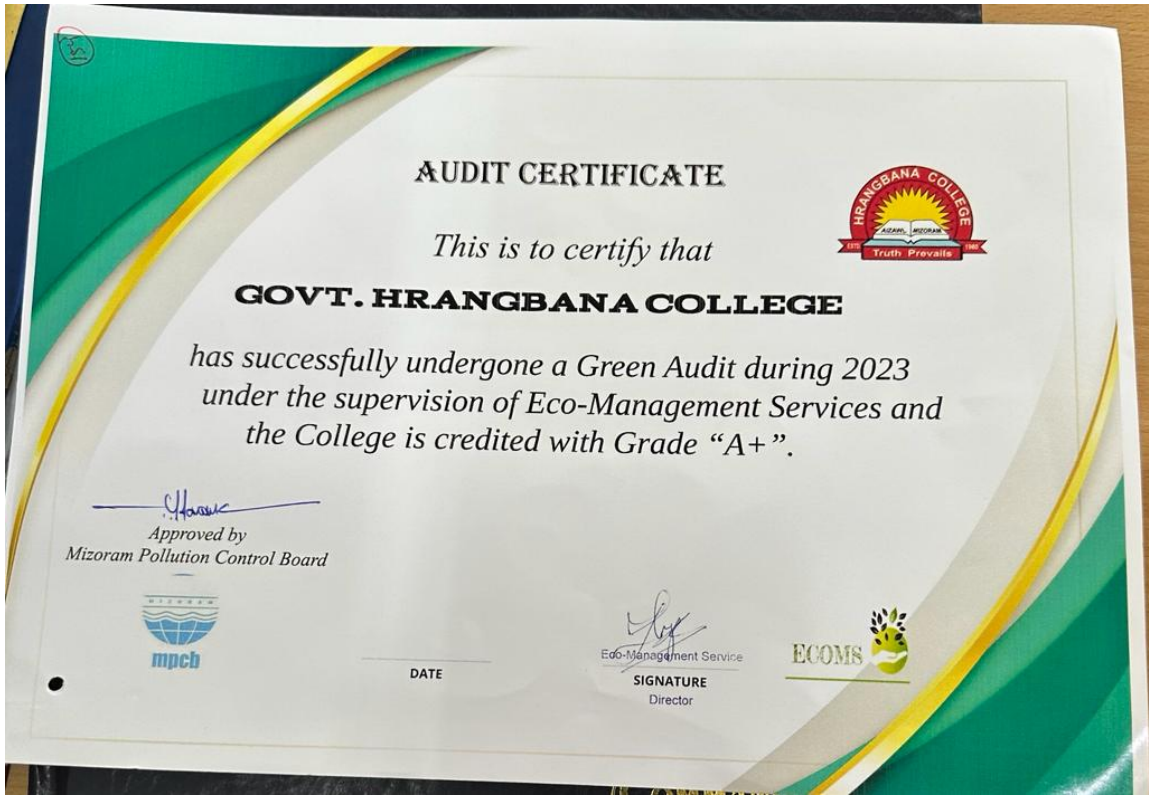 AUDIT CERTIFICATE
HRANGBANA COLLEGE
AIZAWL MIZORAM
ESTD 1980
Truth Prevails
This is to certify that
GOVT. HRANGBANA COLLEGE
has successfully undergone a Green Audit during 2023
under the supervision of Eco-Management Services and
the College is credited with Grade “A+”.
Approved by
Mizoram Pollution Control Board
MIZORAM
mpcb
DATE
Eco-Management Service
SIGNATURE
Director
ECOMS